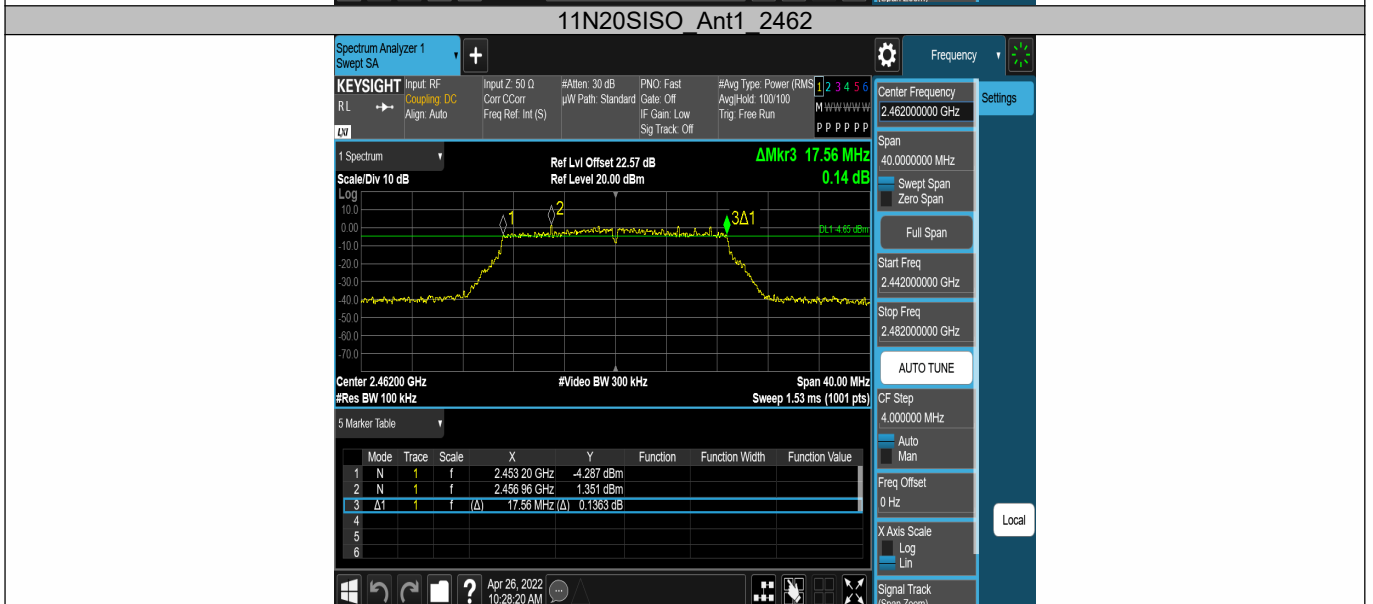 11N20SISO_Ant1_2462
Spectrum Analyzer 1
Swept SA
+
Frequency
KEYSIGHT
RL
LXI
Input: RF
Coupling: DC
Align: Auto
Input Z: 50 Ω
Corr CCorr
Freq Ref: Int (S)
#Atten: 30 dB
µW Path: Standard
PNO: Fast
Gate: Off
IF Gain: Low
Sig Track: Off
#Avg Type: Power (RMS
Avg|Hold: 100/100
Trig: Free Run
1 2 3 4 5 6
M W W W W W
P P P P P P
1 Spectrum
Scale/Div 10 dB
Ref Lvl Offset 22.57 dB
Ref Level 20.00 dBm
ΔMkr3 17.56 MHz
0.14 dB
Log
10.0
0.00
-10.0
-20.0
-30.0
-40.0
-50.0
-60.0
-70.0
1
2
3Δ1
DL1 -4.65 dBm
Center 2.46200 GHz
#Res BW 100 kHz
#Video BW 300 kHz
Span 40.00 MHz
Sweep 1.53 ms (1001 pts)
5 Marker Table
Mode Trace Scale X Y Function Function Width Function Value
1 N 1 f 2.453 20 GHz -4.287 dBm
2 N 1 f 2.456 96 GHz 1.351 dBm
3 Δ1 1 f (Δ) 17.56 MHz (Δ) 0.1363 dB
4
5
6
?
Apr 26, 2022
10:28:20 AM
Center Frequency
2.462000000 GHz
Settings
Span
40.0000000 MHz
Swept Span
Zero Span
Full Span
Start Freq
2.442000000 GHz
Stop Freq
2.482000000 GHz
AUTO TUNE
CF Step
4.000000 MHz
Auto
Man
Freq Offset
0 Hz
Local
X Axis Scale
Log
Lin
Signal Track
(Span Zoom)